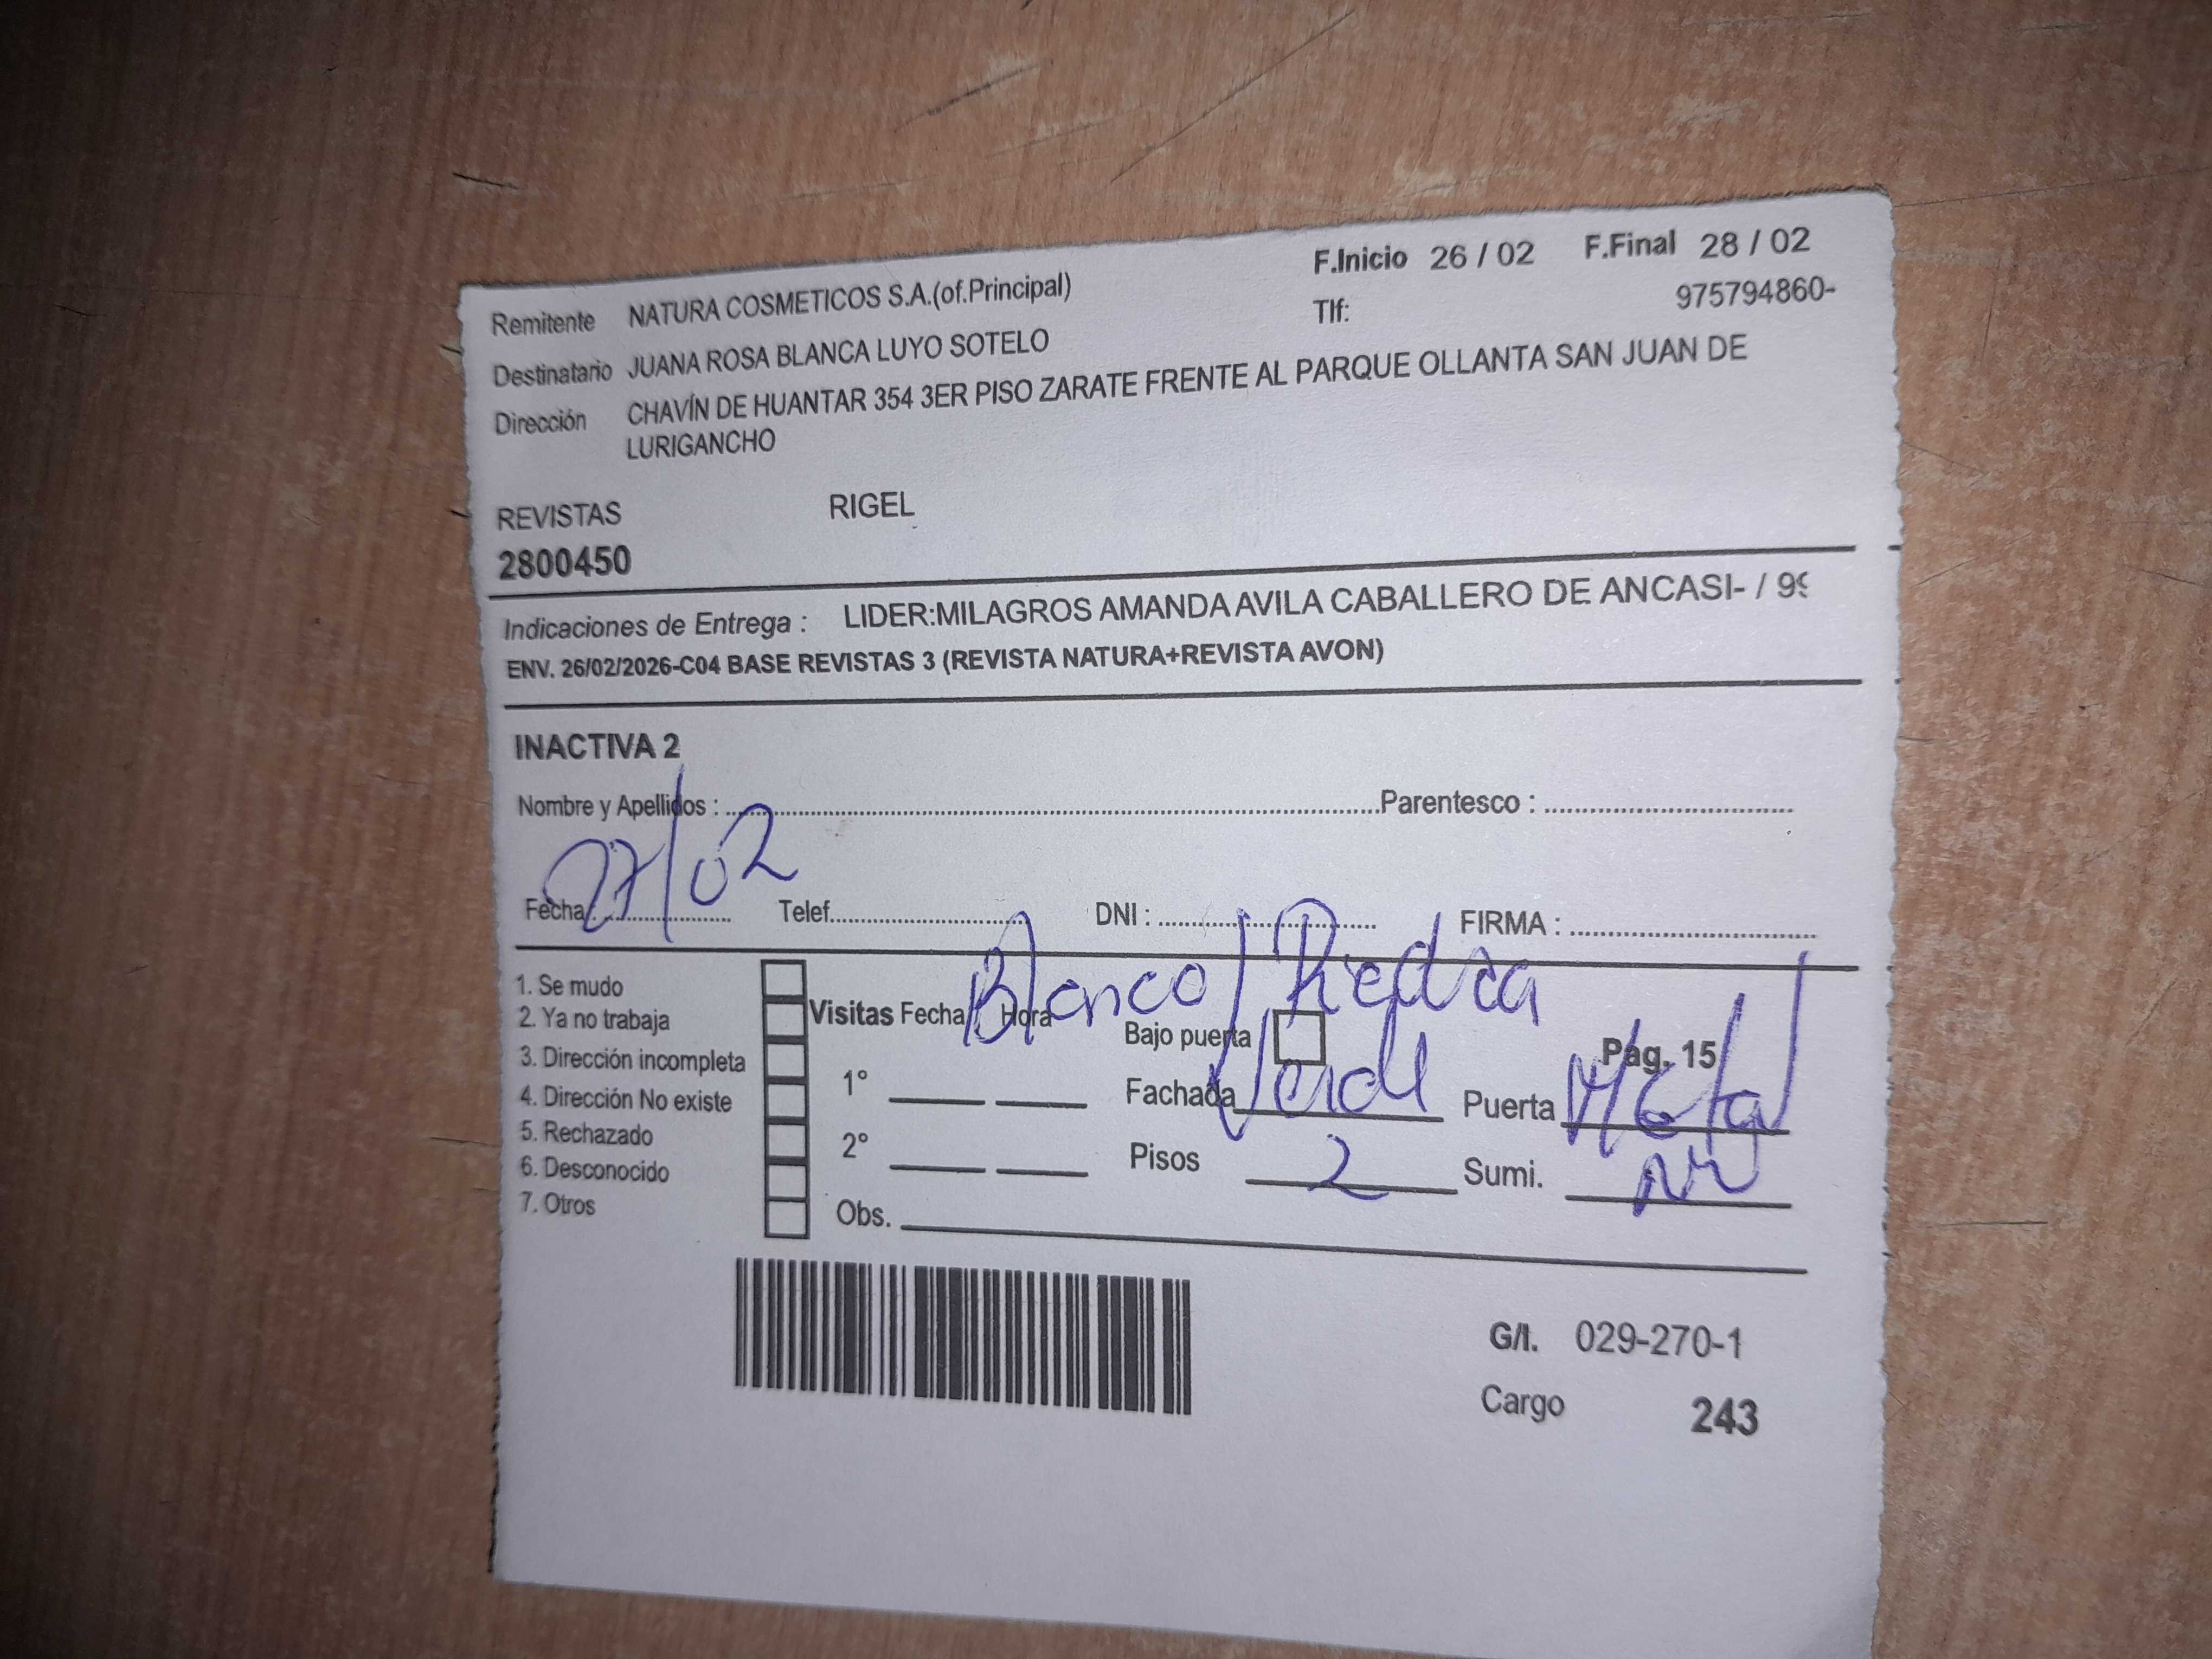 F.Inicio 26 / 02 F.Final 28 / 02
Remitente NATURA COSMETICOS S.A.(of.Principal) Tlf: 975794860-
Destinatario JUANA ROSA BLANCA LUYO SOTELO
Dirección CHAVÍN DE HUANTAR 354 3ER PISO ZARATE FRENTE AL PARQUE OLLANTA SAN JUAN DE
LURIGANCHO
REVISTAS RIGEL
2800450
Indicaciones de Entrega : LIDER:MILAGROS AMANDA AVILA CABALLERO DE ANCASI- / 99
ENV. 26/02/2026-C04 BASE REVISTAS 3 (REVISTA NATURA+REVISTA AVON)
INACTIVA 2
Nombre y Apellidos : Parentesco :
Fecha : 27/02 Telef. DNI : FIRMA :
Blanco / Piedra
1. Se mudo
2. Ya no trabaja
3. Dirección incompleta
4. Dirección No existe
5. Rechazado
6. Desconocido
7. Otros
Visitas Fecha / Hora Bajo puerta Pag. 15
1° Fachada Verde Puerta Metal
2° Pisos 2 Sumi.
Obs.
G/I. 029-270-1
Cargo 243